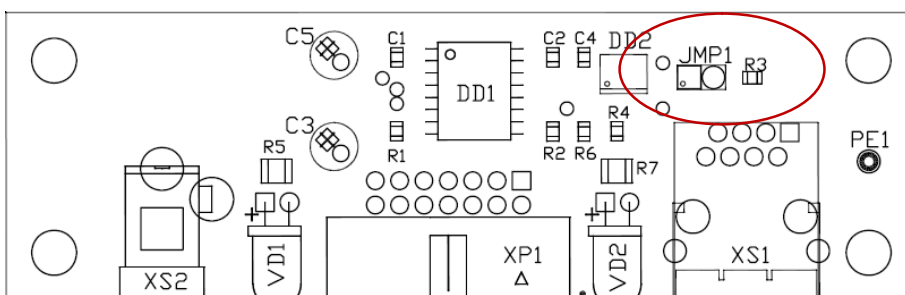 C5
C1
C2
C4
DD2
JMP1
R3
DD1
C3
R1
R2
R6
R4
PE1
R5
R7
+
+
VD1
XP1
VD2
XS1
XS2